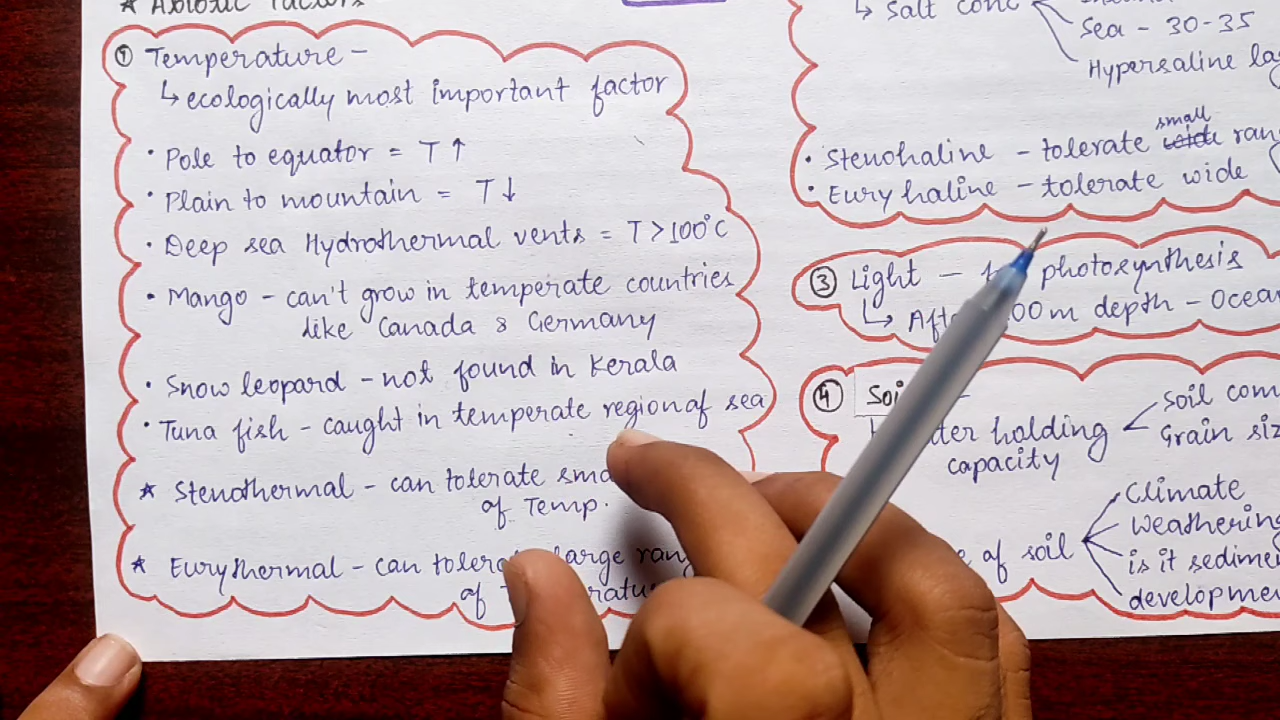 ★ Abiotic factors
① Temperature -
↳ ecologically most important factor
• Pole to equator = T ↑
• Plain to mountain = T ↓
• Deep sea Hydrothermal vents = T > 100°C
• Mango - can't grow in temperate countries
like Canada & Germany
• Snow leopard - not found in Kerala
• Tuna fish - caught in temperate region of sea
★ Stenothermal - can tolerate
of Temp.
★ Eurythermal - can large
of
↳ Salt conc
Sea - 30-35
Hypersaline
• Stenohaline - tolerate small
• Euryhaline - tolerate wide
③ Light - photosynthesis
↳ 00m depth -
④
holding
capacity
Soil
Grain
of soil
Climate
Weathering
is it